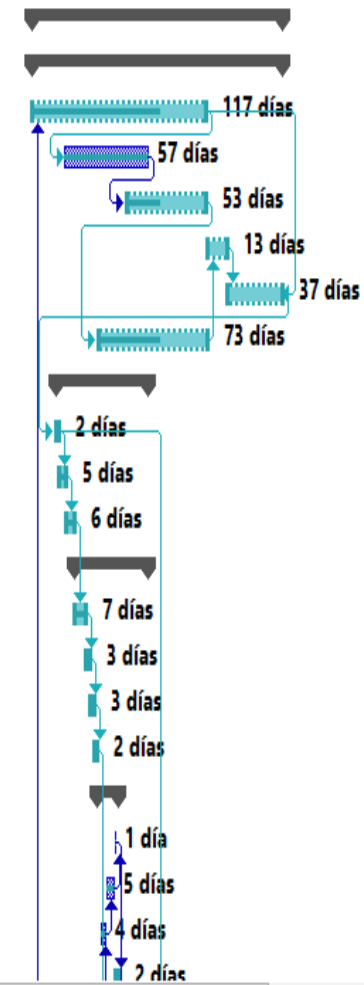 117 días
57 días
53 días
13 días
37 días
73 días
2 días
5 días
6 días
7 días
3 días
3 días
2 días
1 día
5 días
4 días
2 días